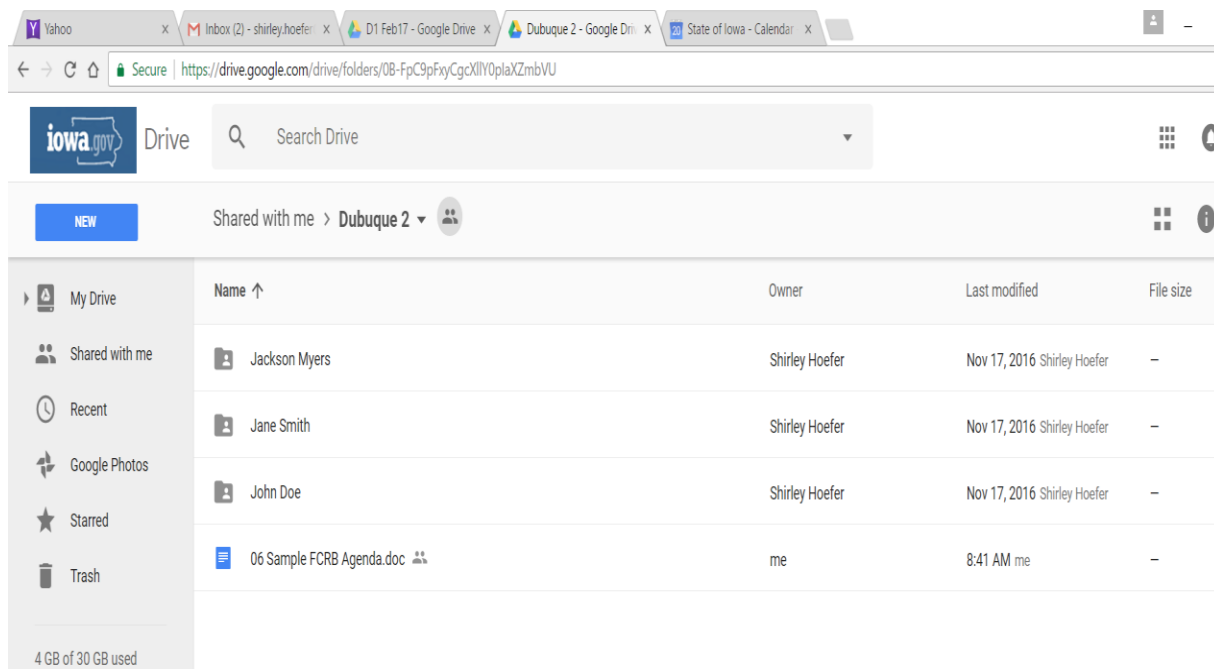 Yahoo Inbox (2) - shirley.hoefer D1 Feb17 - Google Drive Dubuque 2 - Google Driv State of Iowa - Calendar
Secure https://drive.google.com/drive/folders/0B-FpC9pFxyCgcXllY0pIaXZmbVU
iowa.gov Drive Search Drive
NEW Shared with me > Dubuque 2
Name Owner Last modified File size
My Drive
Jackson Myers Shirley Hoefer Nov 17, 2016 Shirley Hoefer –
Shared with me
Recent
Jane Smith Shirley Hoefer Nov 17, 2016 Shirley Hoefer –
Google Photos
John Doe Shirley Hoefer Nov 17, 2016 Shirley Hoefer –
Starred
06 Sample FCRB Agenda.doc me 8:41 AM me –
Trash
4 GB of 30 GB used